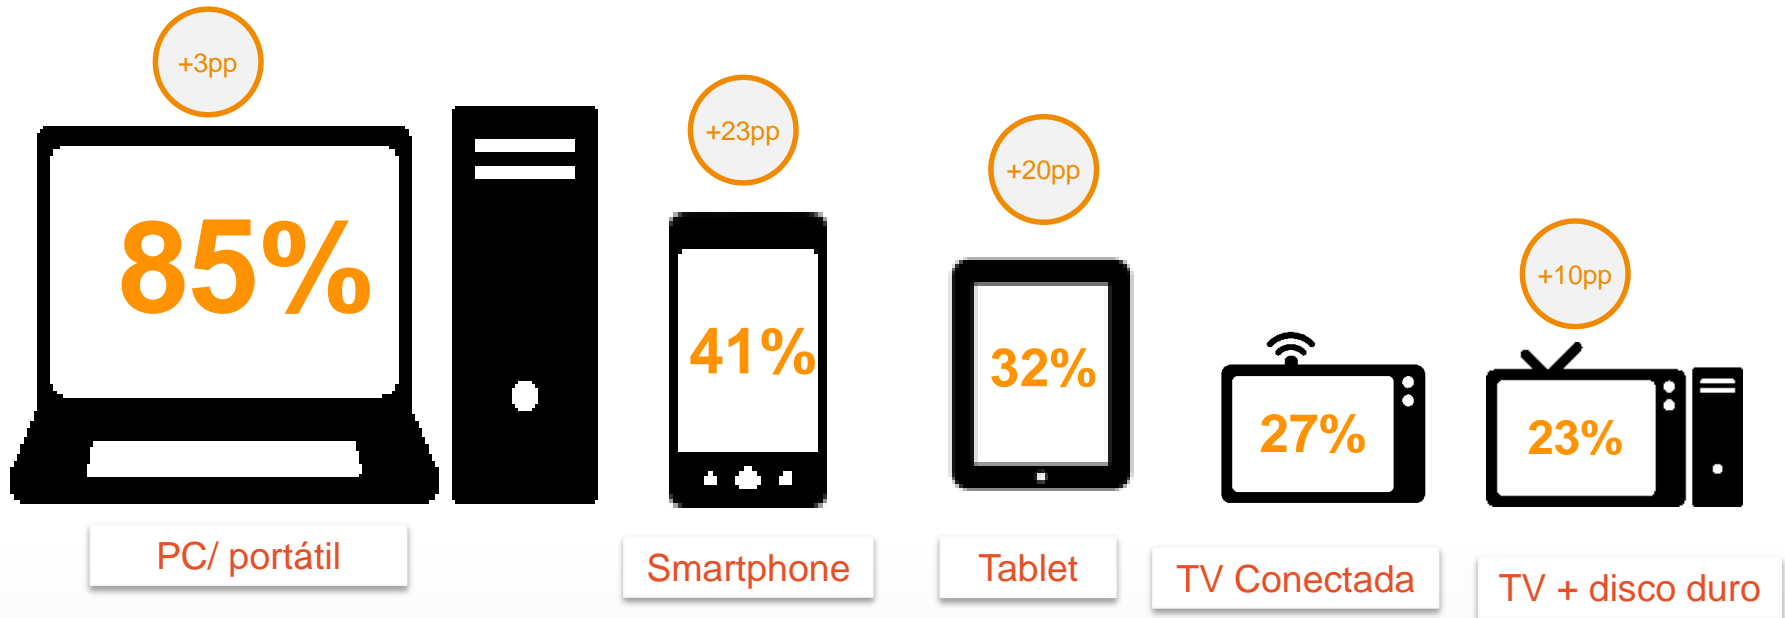 +3pp
+23pp
+20pp
+10pp
85%
41%
32%
27%
23%
PC/ portátil
Smartphone
Tablet
TV Conectada
TV + disco duro